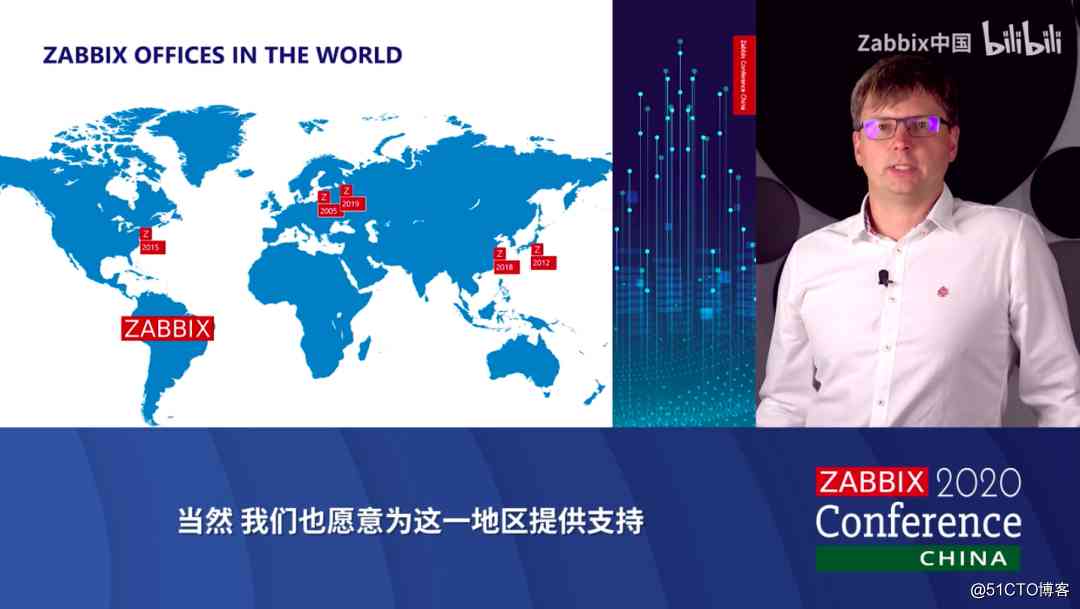 ZABBIX OFFICES IN THE WORLD
Zabbix中国 bilibili
Zabbix Conference China
Z
2005
Z
2019
Z
2015
Z
2018
Z
2012
ZABBIX
当然 我们也愿意为这一地区提供支持
ZABBIX 2020
Conference
CHINA
@51CTO博客